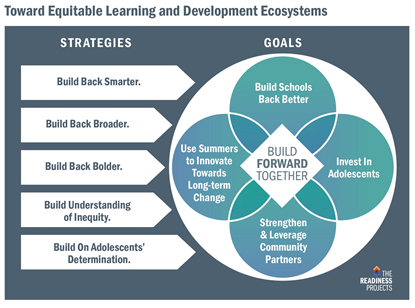 Toward Equitable Learning and Development Ecosystems
STRATEGIES
GOALS
Build Back Smarter.
Build Back Broader.
Build Back Bolder.
Build Understanding
of Inequity.
Build On Adolescents'
Determination.
Build Schools
Back Better
Use Summers
to Innovate
Towards
Long-term
Change
BUILD
FORWARD
TOGETHER
Invest In
Adolescents
Strengthen
& Leverage
Community
Partners
THE
READINESS
PROJECTS